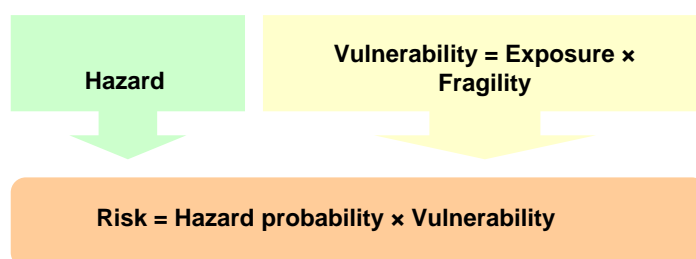 Hazard
Vulnerability = Exposure ×
Fragility
Risk = Hazard probability × Vulnerability